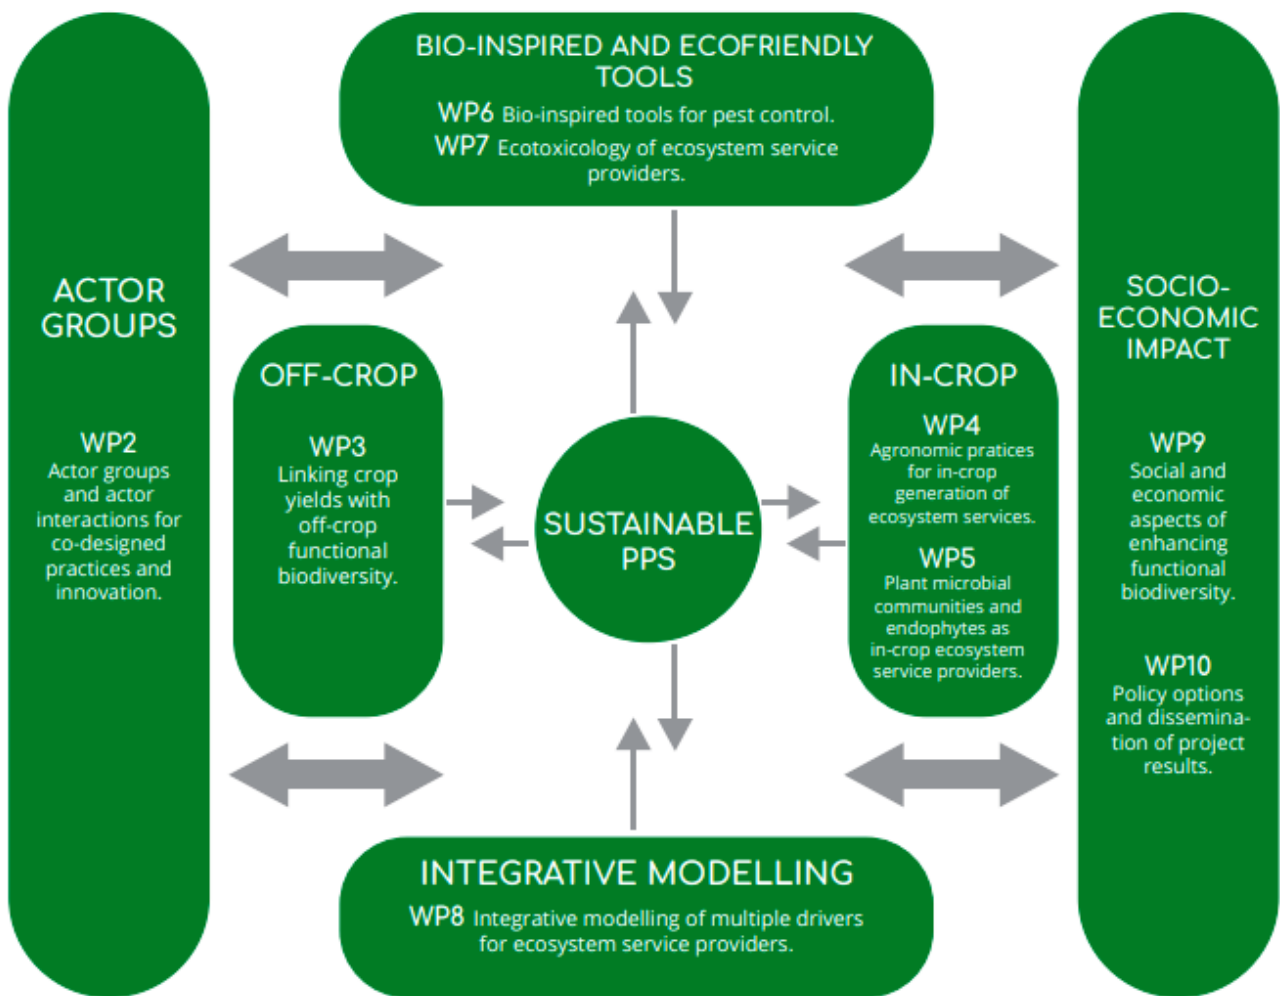 BIO-INSPIRED AND ECOFRIENDLY
TOOLS
WP6 Bio-inspired tools for pest control.
WP7 Ecotoxicology of ecosystem service
providers.
ACTOR
GROUPS
WP2
Actor groups
and actor
interactions for
co-designed
practices and
innovation.
OFF-CROP
WP3
Linking crop
yields with
off-crop
functional
biodiversity.
SUSTAINABLE
PPS
IN-CROP
WP4
Agronomic pratices
for in-crop
generation of
ecosystem services.
WP5
Plant microbial
communities and
endophytes as
in-crop ecosystem
service providers.
SOCIO-
ECONOMIC
IMPACT
WP9
Social and
economic
aspects of
enhancing
functional
biodiversity.
WP10
Policy options
and dissemina-
tion of project
results.
INTEGRATIVE MODELLING
WP8 Integrative modelling of multiple drivers
for ecosystem service providers.